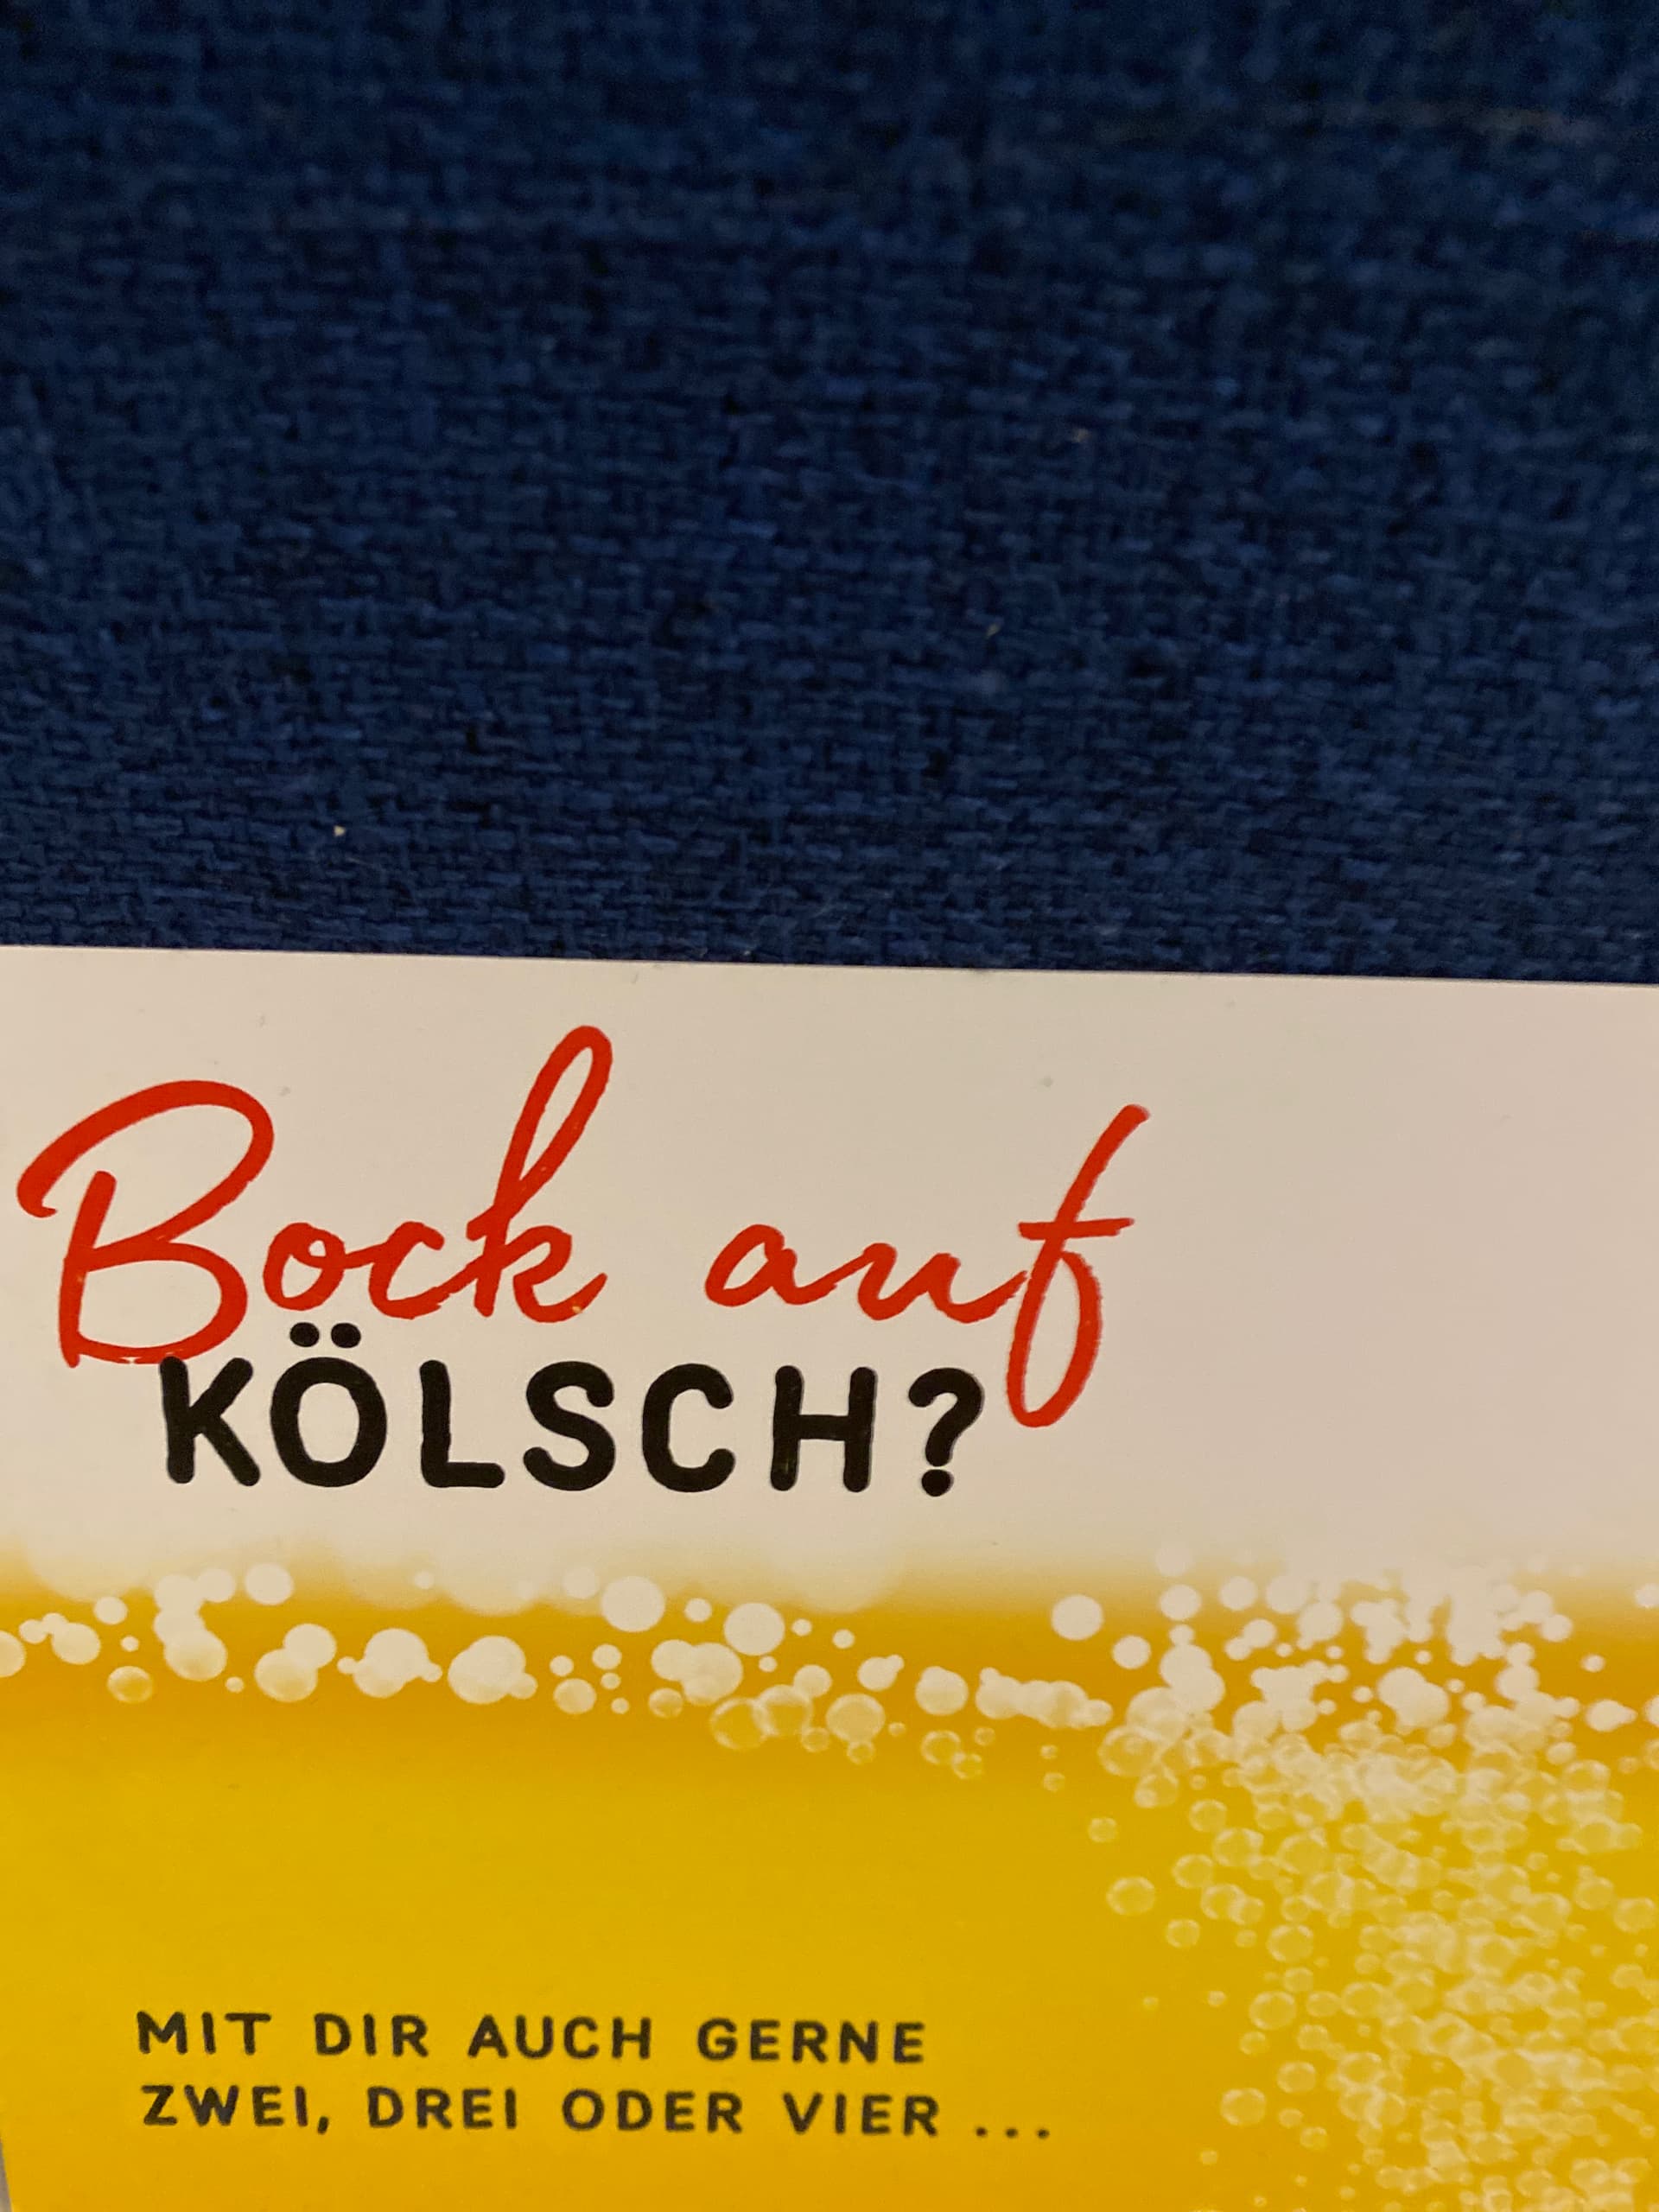 Bock auf
KÖLSCH?
MIT DIR AUCH GERNE
ZWEI, DREI ODER VIER ...